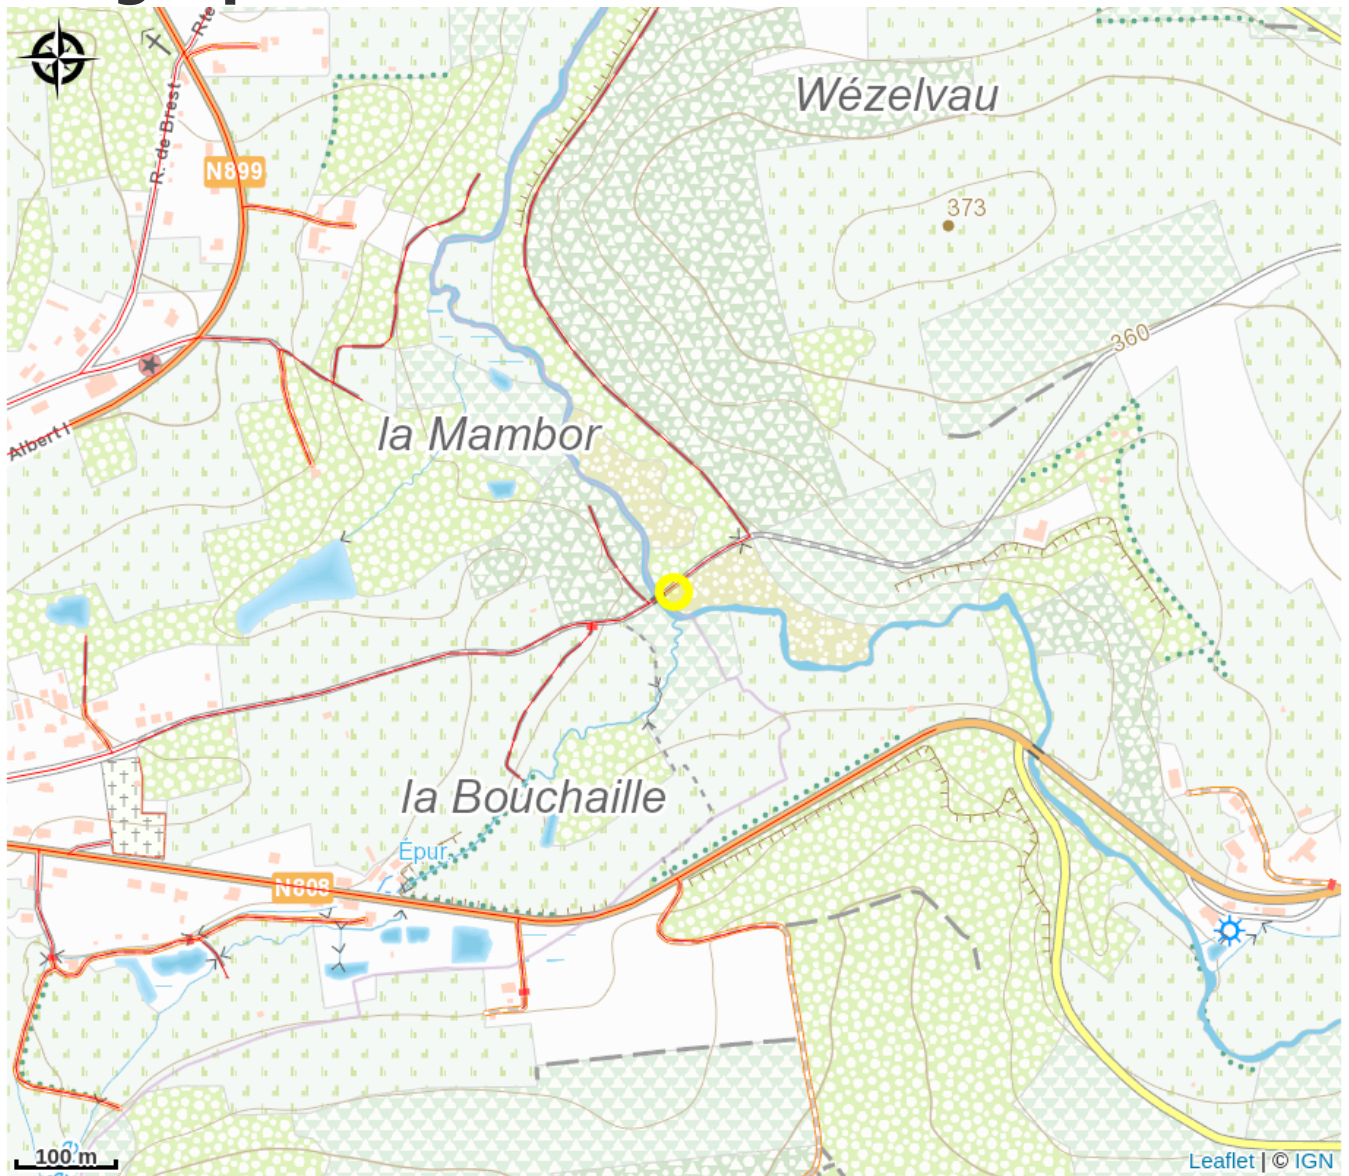 Rte
Wézelvau
R. de Brest
N899
373
360
la Mambor
Albert I
la Bouchaille
Épur.
N808
100 m
Leaflet | © IGN